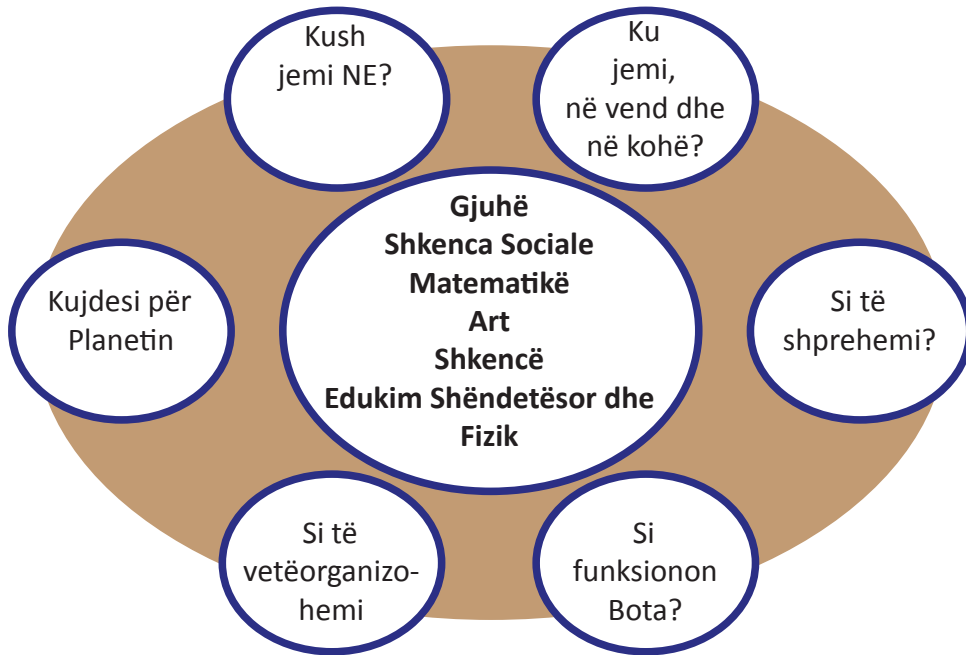 Kush
jemi NE?
Ku
jemi,
në vend dhe
në kohë?
Gjuhë
Shkenca Sociale
Matematikë
Art
Shkencë
Edukim Shëndetësor dhe
Fizik
Kujdesi për
Planetin
Si të
shprehemi?
Si të
vetëorganizo-
hemi
Si
funksionon
Bota?